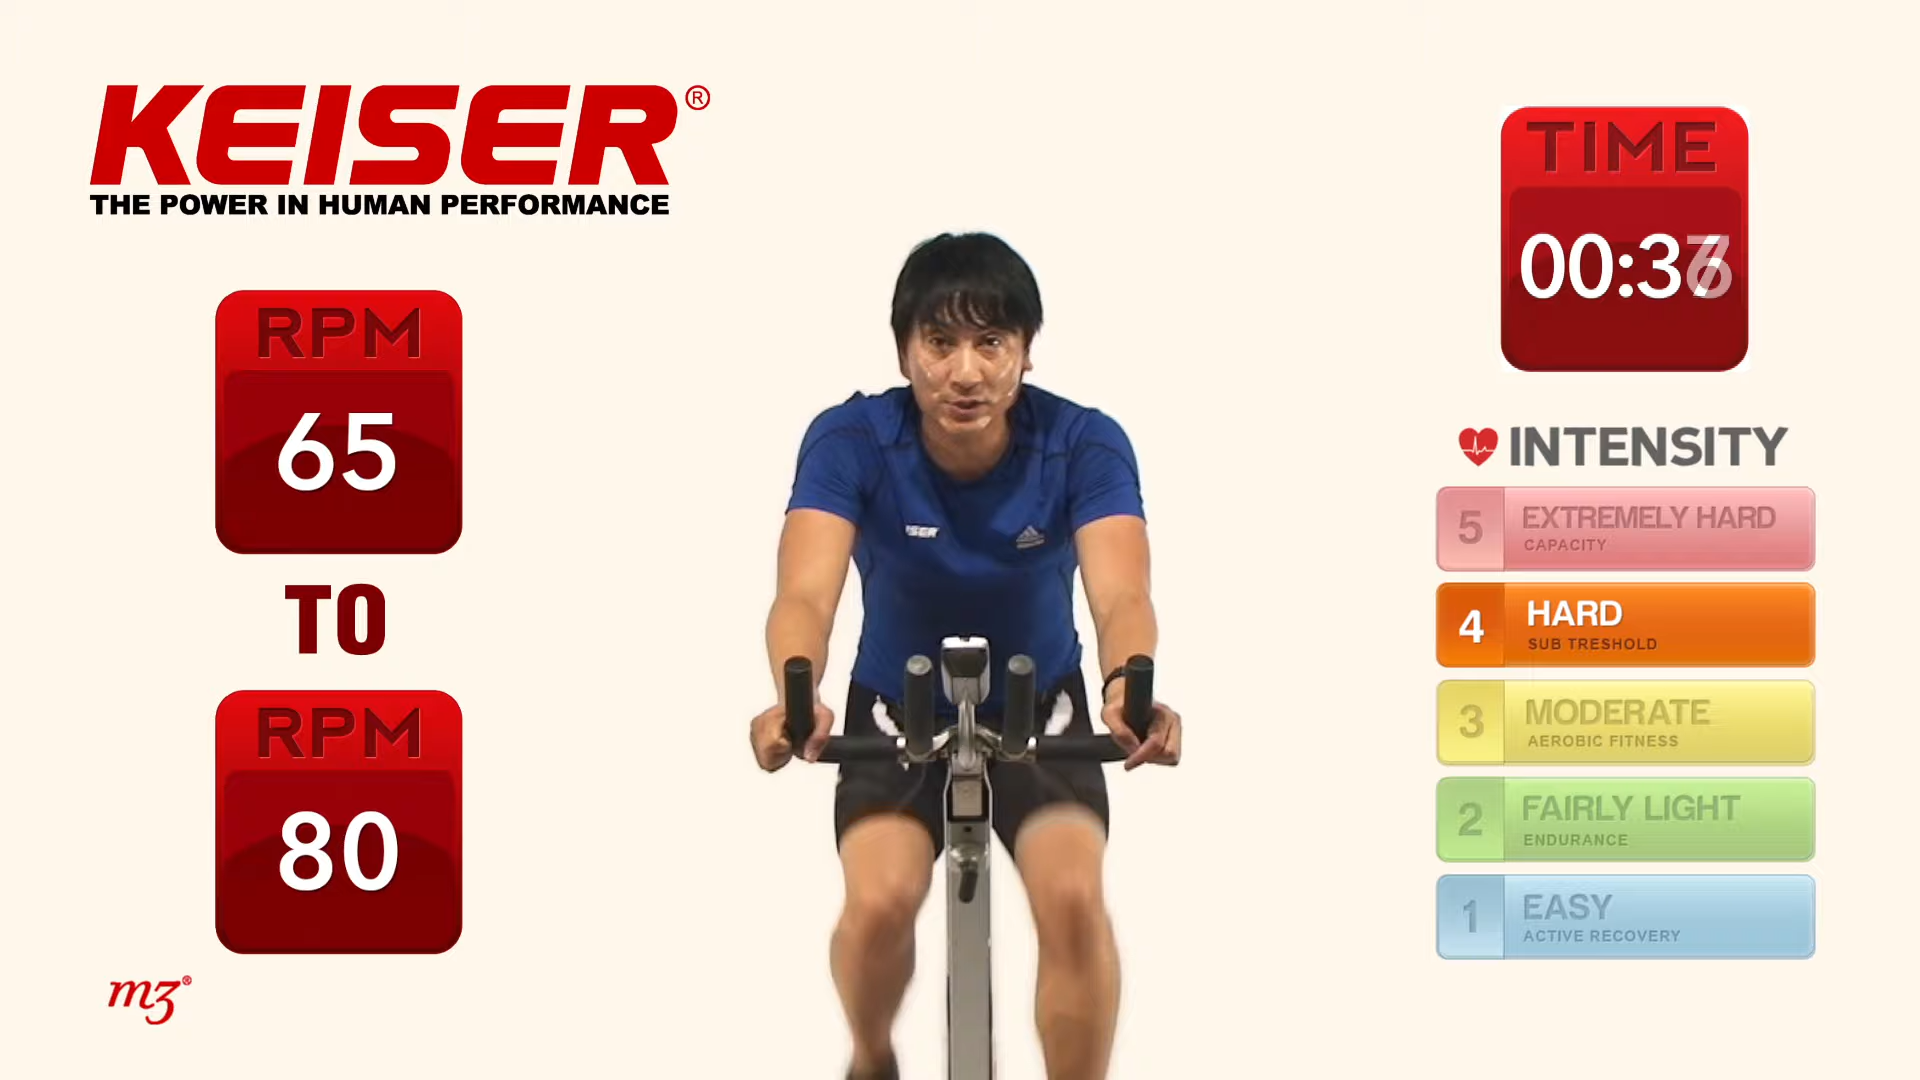 KEISER®
THE POWER IN HUMAN PERFORMANCE
RPM
65
TO
RPM
80
m3®
TIME
INTENSITY
5 EXTREMELY HARD
CAPACITY
4 HARD
SUB TRESHOLD
3 MODERATE
AEROBIC FITNESS
2 FAIRLY LIGHT
ENDURANCE
1 EASY
ACTIVE RECOVERY